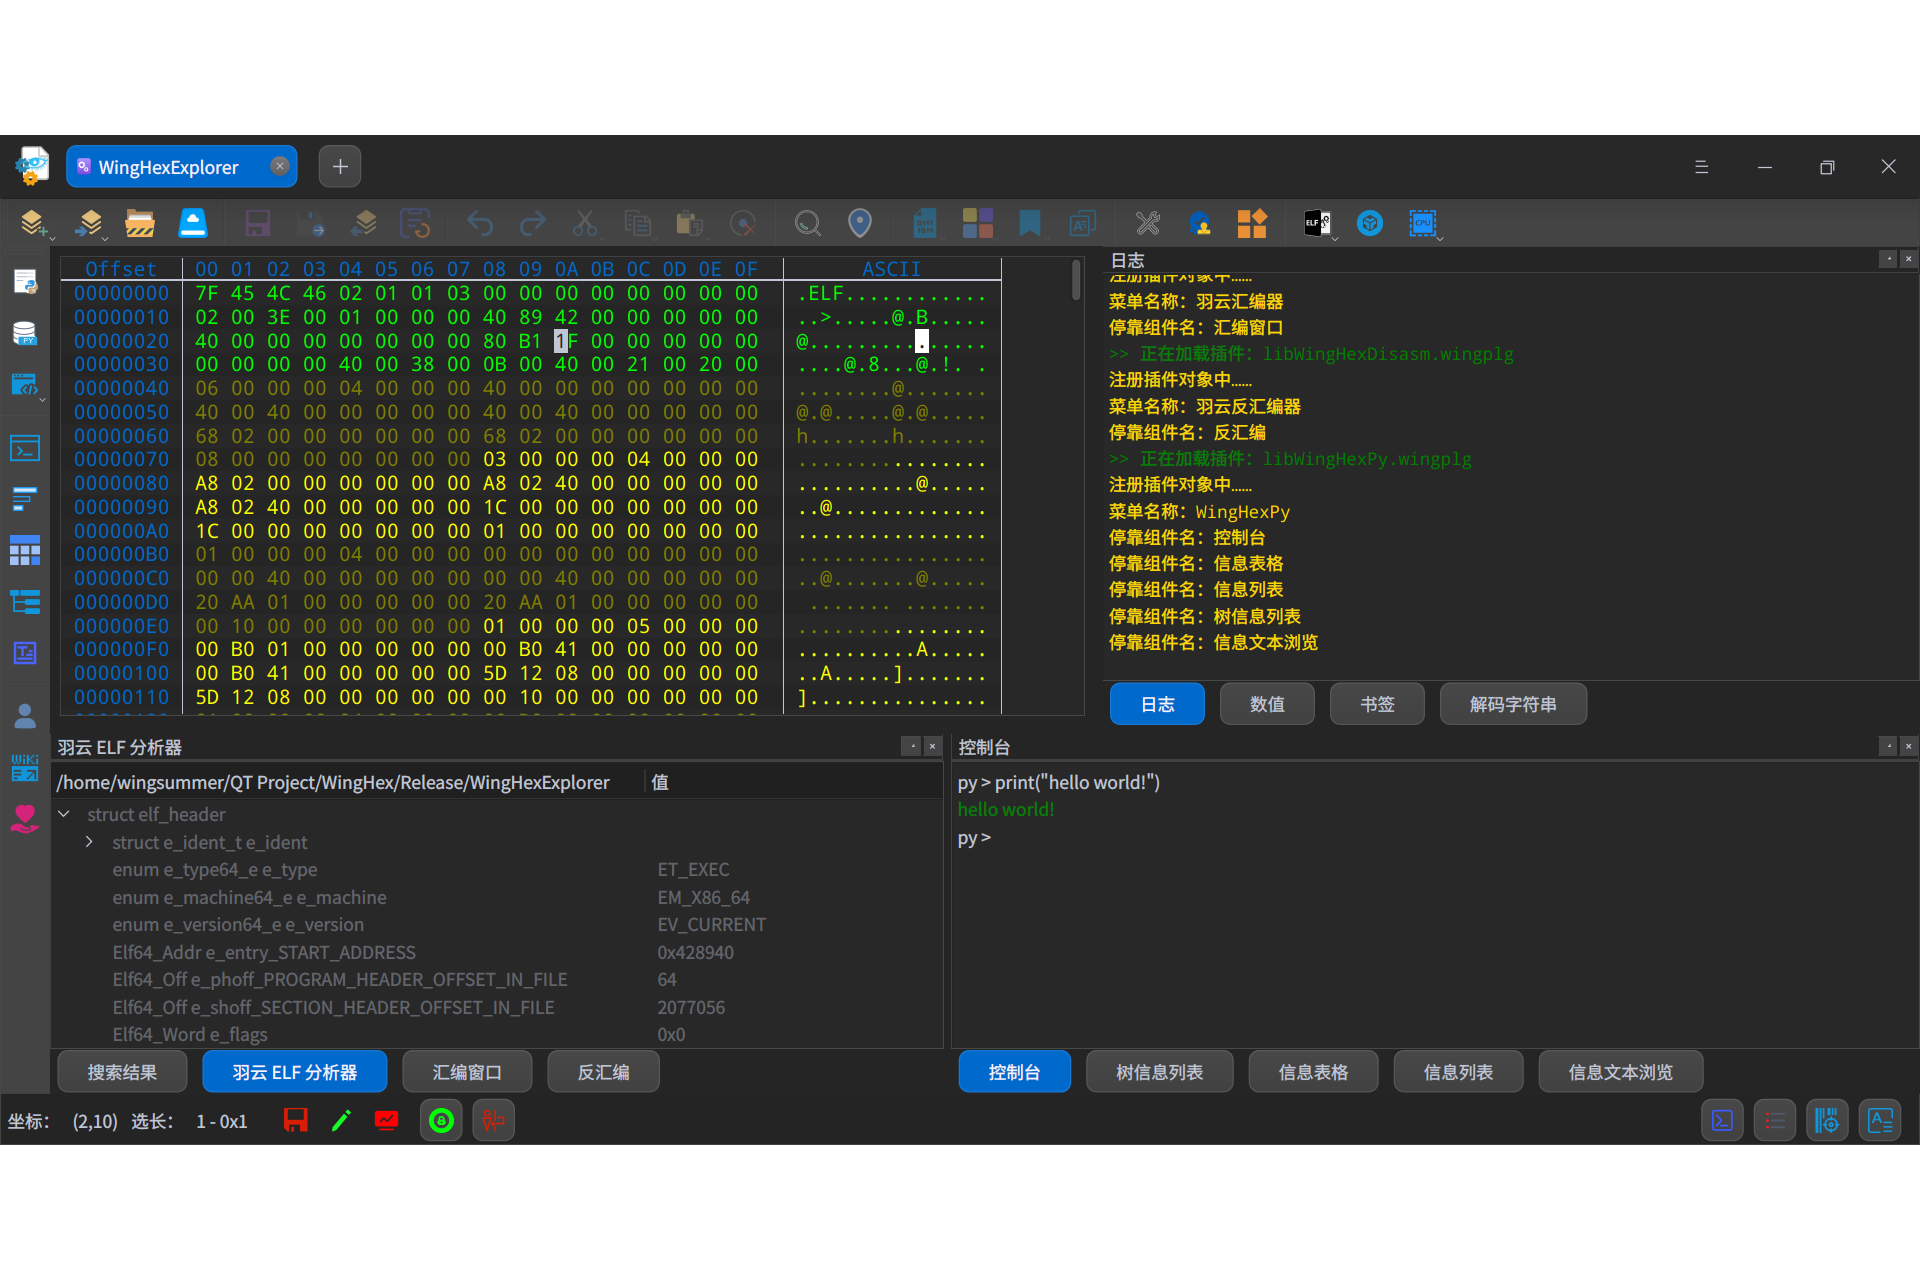 WingHexExplorer
Offset 00 01 02 03 04 05 06 07 08 09 0A 0B 0C 0D 0E 0F ASCII
00000000 7F 45 4C 46 02 01 01 03 00 00 00 00 00 00 00 00 .ELF............
00000010 02 00 3E 00 01 00 00 00 40 89 42 00 00 00 00 00 ..>.....@.B.....
00000020 40 00 00 00 00 00 00 00 80 B1 1F 00 00 00 00 00 @...............
00000030 00 00 00 00 40 00 38 00 0B 00 40 00 21 00 20 00 ....@.8...@.!. .
00000040 06 00 00 00 04 00 00 00 40 00 00 00 00 00 00 00 ........@.......
00000050 40 00 40 00 00 00 00 00 40 00 40 00 00 00 00 00 @.@.....@.@.....
00000060 68 02 00 00 00 00 00 00 68 02 00 00 00 00 00 00 h.......h.......
00000070 08 00 00 00 00 00 00 00 03 00 00 00 04 00 00 00 ................
00000080 A8 02 00 00 00 00 00 00 A8 02 40 00 00 00 00 00 ..........@.....
00000090 A8 02 40 00 00 00 00 00 1C 00 00 00 00 00 00 00 ..@.............
000000A0 1C 00 00 00 00 00 00 00 01 00 00 00 00 00 00 00 ................
000000B0 01 00 00 00 04 00 00 00 00 00 00 00 00 00 00 00 ................
000000C0 00 00 40 00 00 00 00 00 00 00 40 00 00 00 00 00 ..@.......@.....
000000D0 20 AA 01 00 00 00 00 00 20 AA 01 00 00 00 00 00  ....... .......
000000E0 00 10 00 00 00 00 00 00 01 00 00 00 05 00 00 00 ................
000000F0 00 B0 01 00 00 00 00 00 00 B0 41 00 00 00 00 00 ..........A.....
00000100 00 B0 41 00 00 00 00 00 5D 12 08 00 00 00 00 00 ..A.....].......
00000110 5D 12 08 00 00 00 00 00 00 10 00 00 00 00 00 00 ]...............
日志
注册插件对象中……
菜单名称：羽云汇编器
停靠组件名：汇编窗口
>> 正在加载插件：libWingHexDisasm.wingplg
注册插件对象中……
菜单名称：羽云反汇编器
停靠组件名：反汇编
>> 正在加载插件：libWingHexPy.wingplg
注册插件对象中……
菜单名称：WingHexPy
停靠组件名：控制台
停靠组件名：信息表格
停靠组件名：信息列表
停靠组件名：树信息列表
停靠组件名：信息文本浏览
日志 数值 书签 解码字符串
羽云 ELF 分析器
/home/wingsummer/QT Project/WingHex/Release/WingHexExplorer 值
struct elf_header
struct e_ident_t e_ident
enum e_type64_e e_type ET_EXEC
enum e_machine64_e e_machine EM_X86_64
enum e_version64_e e_version EV_CURRENT
Elf64_Addr e_entry_START_ADDRESS 0x428940
Elf64_Off e_phoff_PROGRAM_HEADER_OFFSET_IN_FILE 64
Elf64_Off e_shoff_SECTION_HEADER_OFFSET_IN_FILE 2077056
Elf64_Word e_flags 0x0
搜索结果 羽云 ELF 分析器 汇编窗口 反汇编
控制台
py > print("hello world!")
hello world!
py >
控制台 树信息列表 信息表格 信息列表 信息文本浏览
坐标： (2,10) 选长： 1 - 0x1